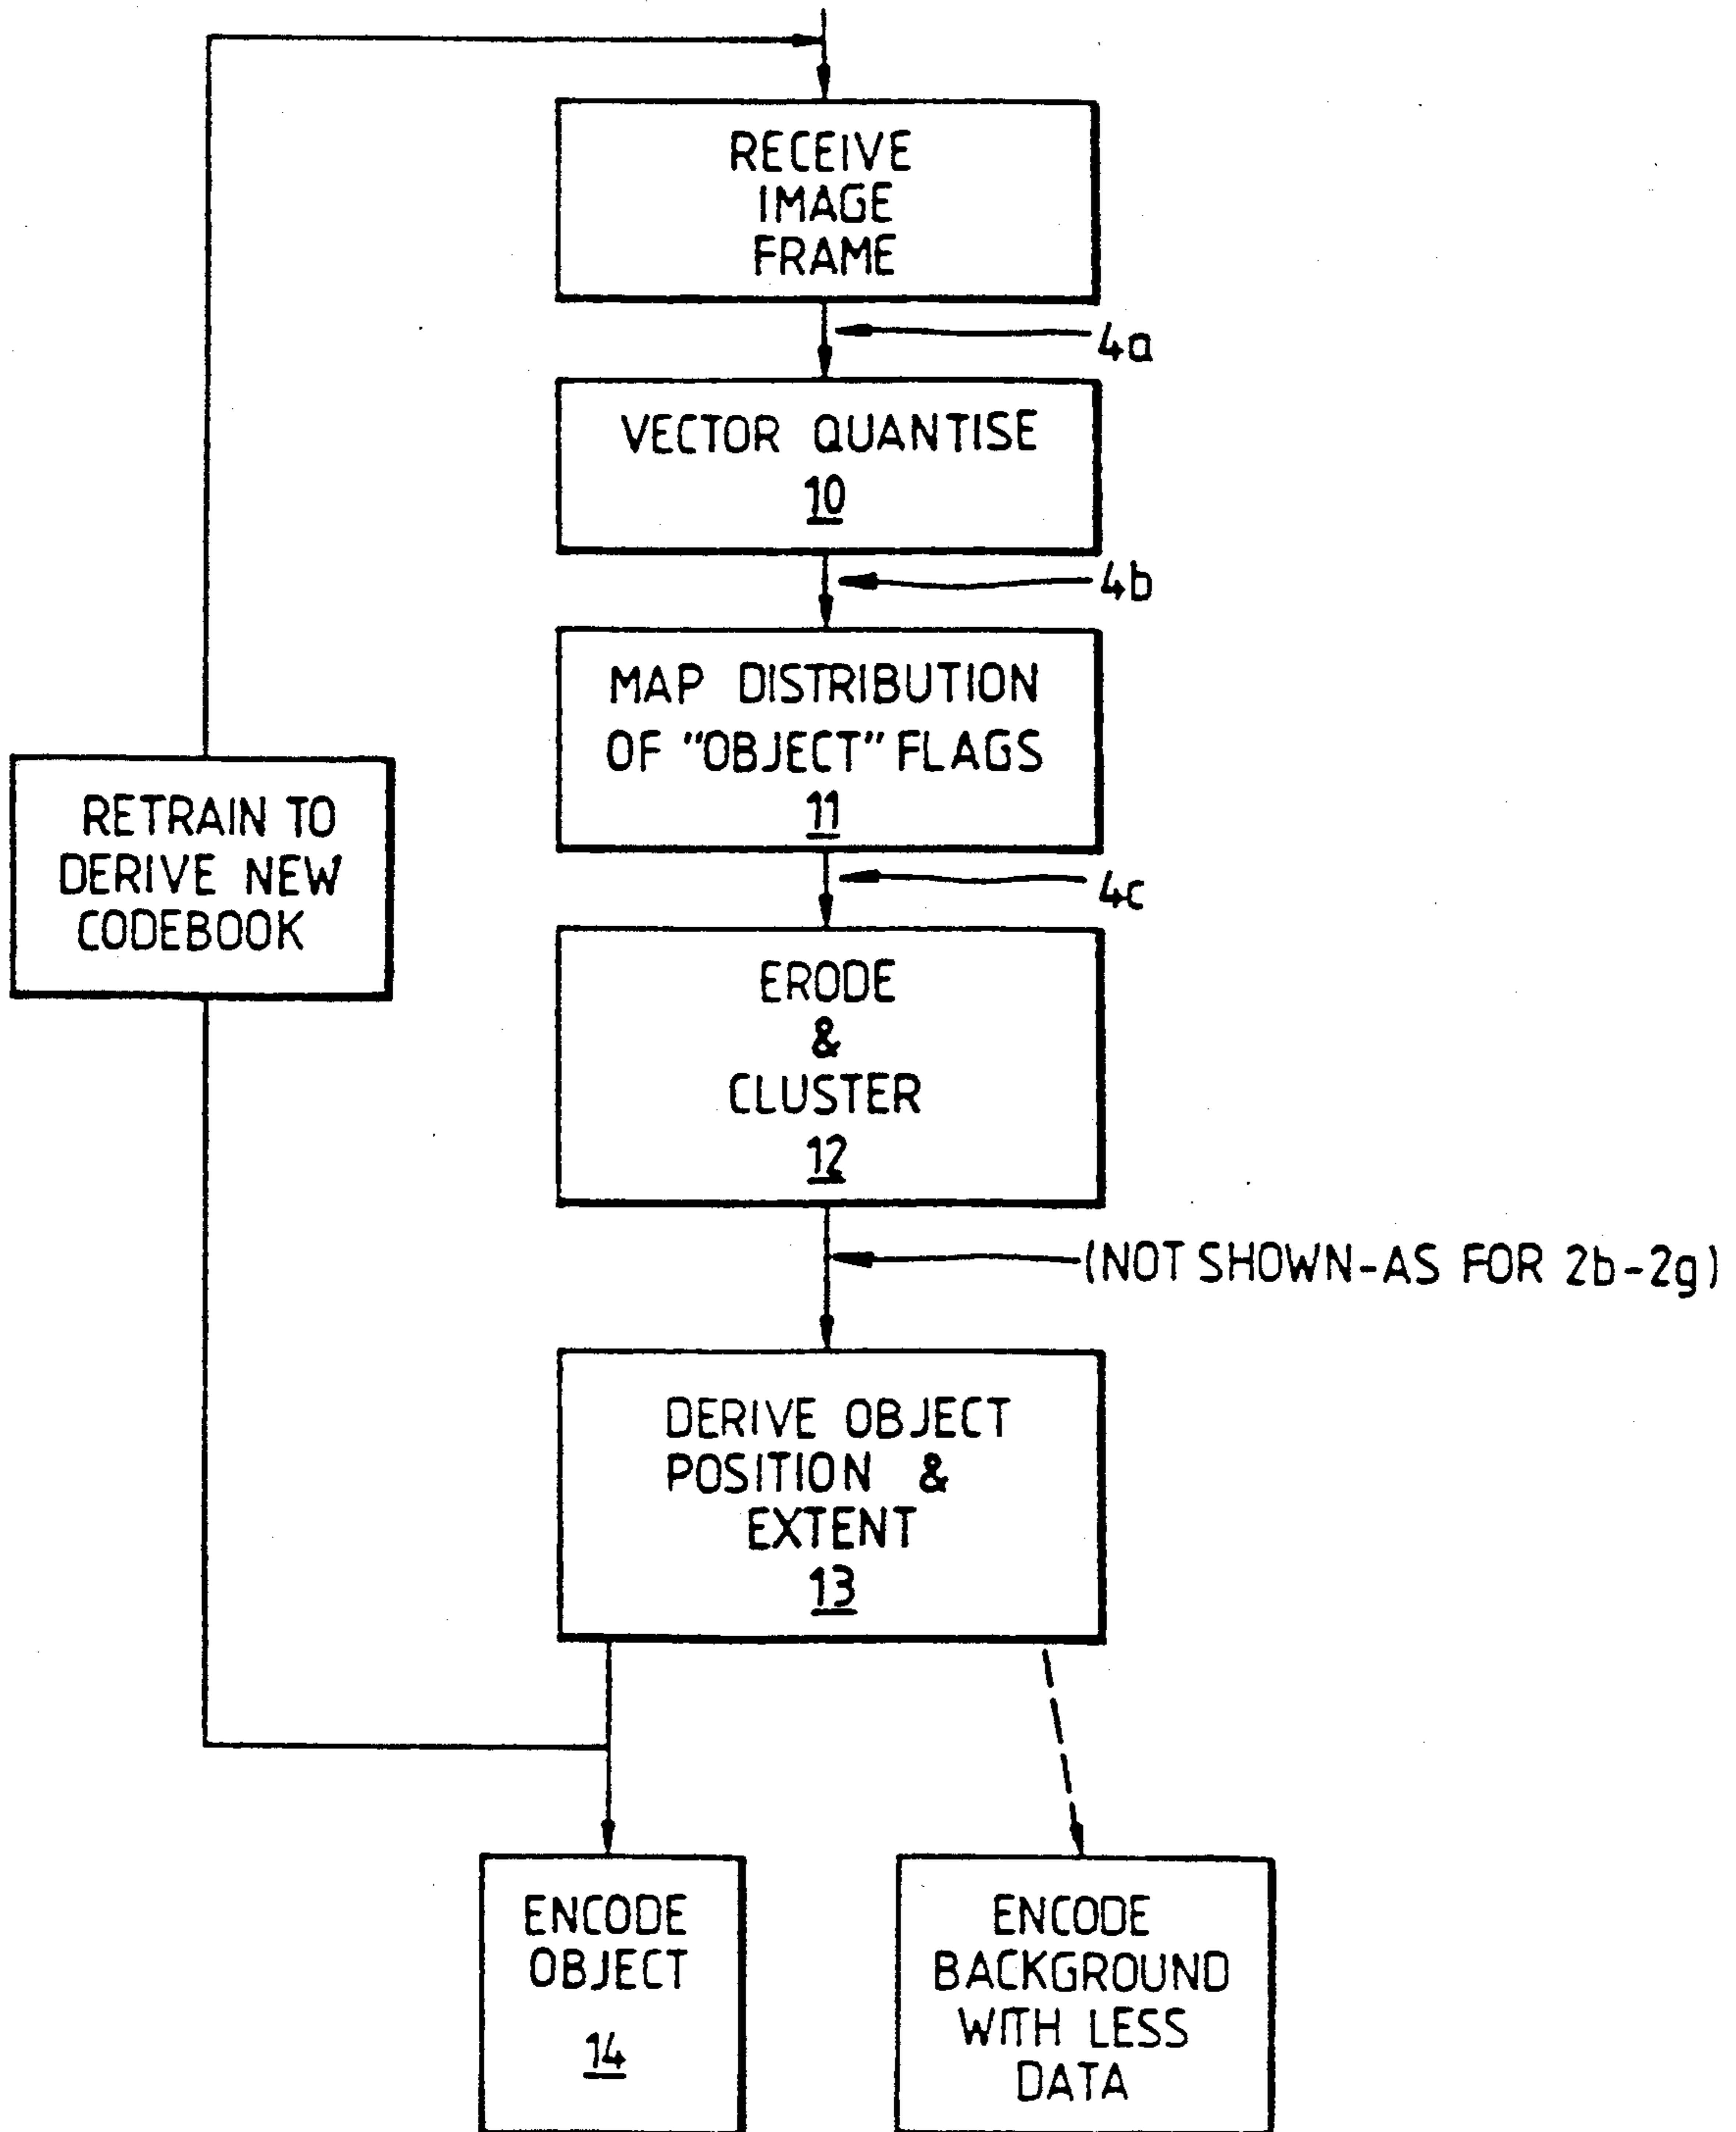 RECEIVE
IMAGE
FRAME
4a
VECTOR QUANTISE
10
4b
MAP DISTRIBUTION
OF "OBJECT" FLAGS
11
4c
RETRAIN TO
DERIVE NEW
CODEBOOK
ERODE
&
CLUSTER
12
(NOT SHOWN-AS FOR 2b-2g)
DERIVE OBJECT
POSITION &
EXTENT
13
ENCODE
OBJECT
14
ENCODE
BACKGROUND
WITH LESS
DATA